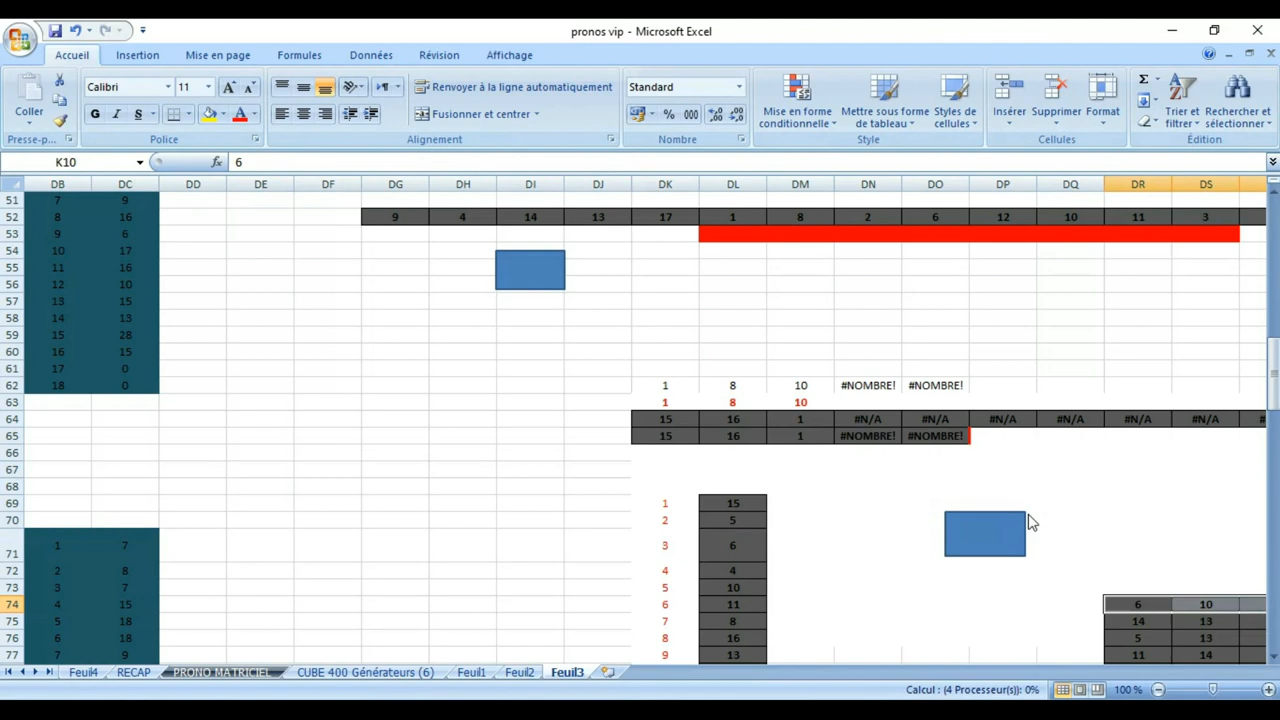 pronos vip - Microsoft Excel
Accueil Insertion Mise en page Formules Données Révision Affichage
Calibri 11 Renvoyer à la ligne automatiquement Standard
Coller G I S Fusionner et centrer % 000 Mise en forme conditionnelle Mettre sous forme de tableau Styles de cellules Insérer Supprimer Format Trier et filtrer Rechercher et sélectionner
Presse-p... Police Alignement Nombre Style Cellules Édition
K10 fx 6
DB DC DD DE DF DG DH DI DJ DK DL DM DN DO DP DQ DR DS
51 7 9
52 8 16 9 4 14 13 17 1 8 2 6 12 10 11 3
53 9 6
54 10 17
55 11 16
56 12 10
57 13 15
58 14 13
59 15 28
60 16 15
61 17 0
62 18 0 1 8 10 #NOMBRE! #NOMBRE!
63 1 8 10
64 15 16 1 #N/A #N/A #N/A #N/A #N/A #N/A #
65 15 16 1 #NOMBRE! #NOMBRE!
66
67
68
69 1 15
70 2 5
71 1 7 3 6
72 2 8 4 4
73 3 7 5 10
74 4 15 6 11 6 10
75 5 18 7 8 14 13
76 6 18 8 16 5 13
77 7 9 9 13 11 14
Feuil4 RECAP PRONO MATRICIEL CUBE 400 Générateurs (6) Feuil1 Feuil2 Feuil3
Calcul : (4 Processeur(s)): 0% 100 %